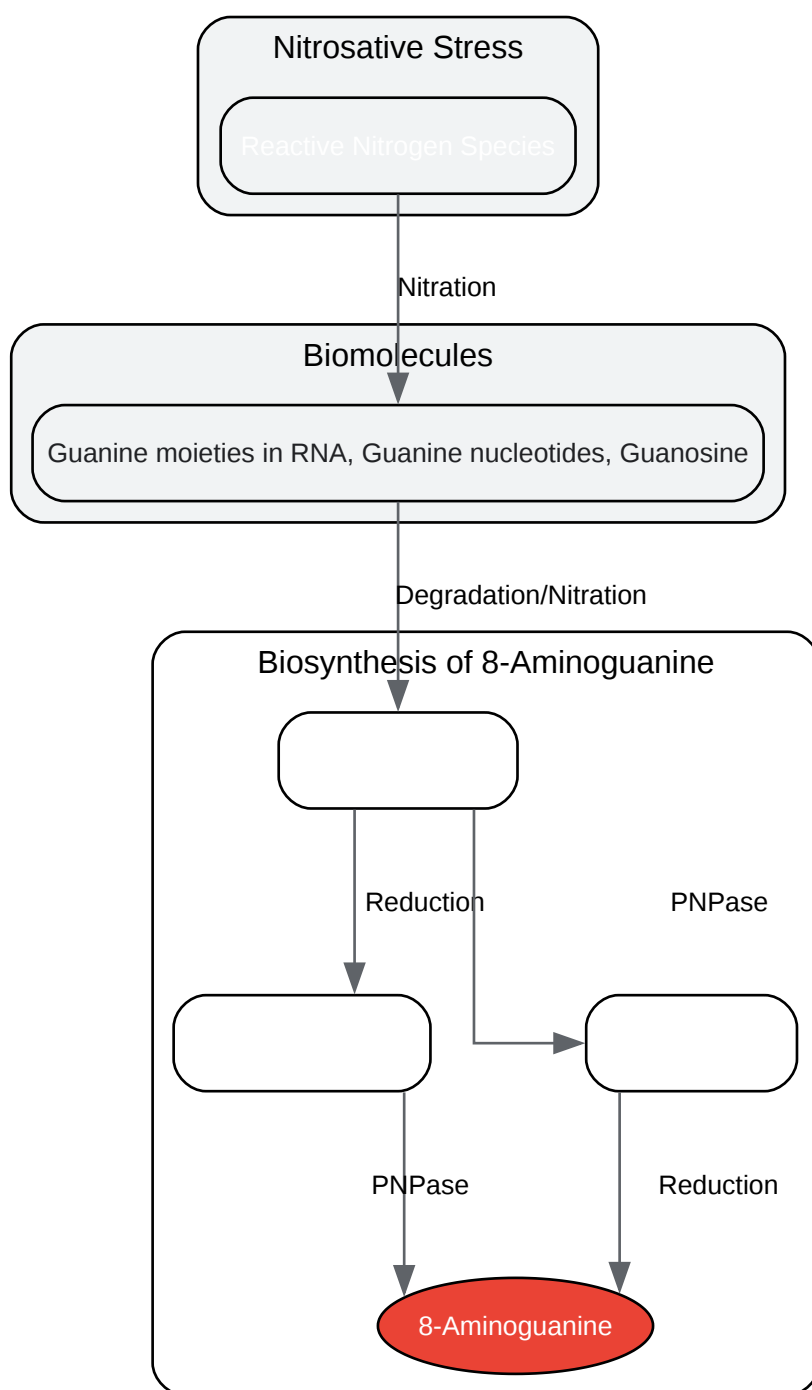 Nitrosative Stress
Reactive Nitrogen Species
Nitration
Biomolecules
Guanine moieties in RNA, Guanine nucleotides, Guanosine
Degradation/Nitration
Biosynthesis of 8-Aminoguanine
Reduction
PNPase
PNPase
Reduction
8-Aminoguanine